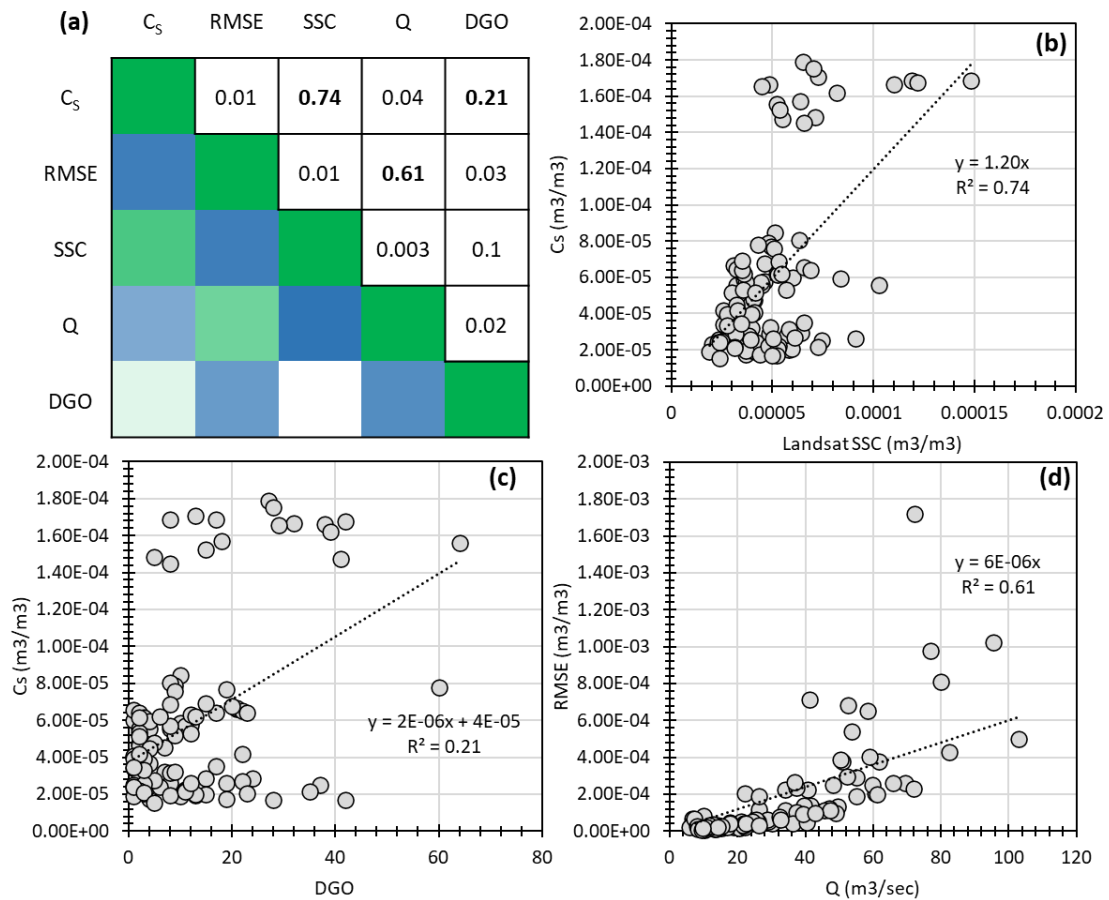 (a)
C_S RMSE SSC Q DGO
C_S 0.01 0.74 0.04 0.21
RMSE 0.01 0.61 0.03
SSC 0.003 0.1
Q 0.02
DGO
(b)
2.00E-04
1.80E-04
1.60E-04
1.40E-04
1.20E-04
1.00E-04
8.00E-05
6.00E-05
4.00E-05
2.00E-05
0.00E+00
Cs (m3/m3)
y = 1.20x
R² = 0.74
0 0.00005 0.0001 0.00015 0.0002
Landsat SSC (m3/m3)
(c)
2.00E-04
1.80E-04
1.60E-04
1.40E-04
1.20E-04
1.00E-04
8.00E-05
6.00E-05
4.00E-05
2.00E-05
0.00E+00
Cs (m3/m3)
y = 2E-06x + 4E-05
R² = 0.21
0 20 40 60 80
DGO
(d)
2.00E-03
1.80E-03
1.60E-03
1.40E-03
1.20E-03
1.00E-03
8.00E-04
6.00E-04
4.00E-04
2.00E-04
0.00E+00
RMSE (m3/m3)
y = 6E-06x
R² = 0.61
0 20 40 60 80 100 120
Q (m3/sec)